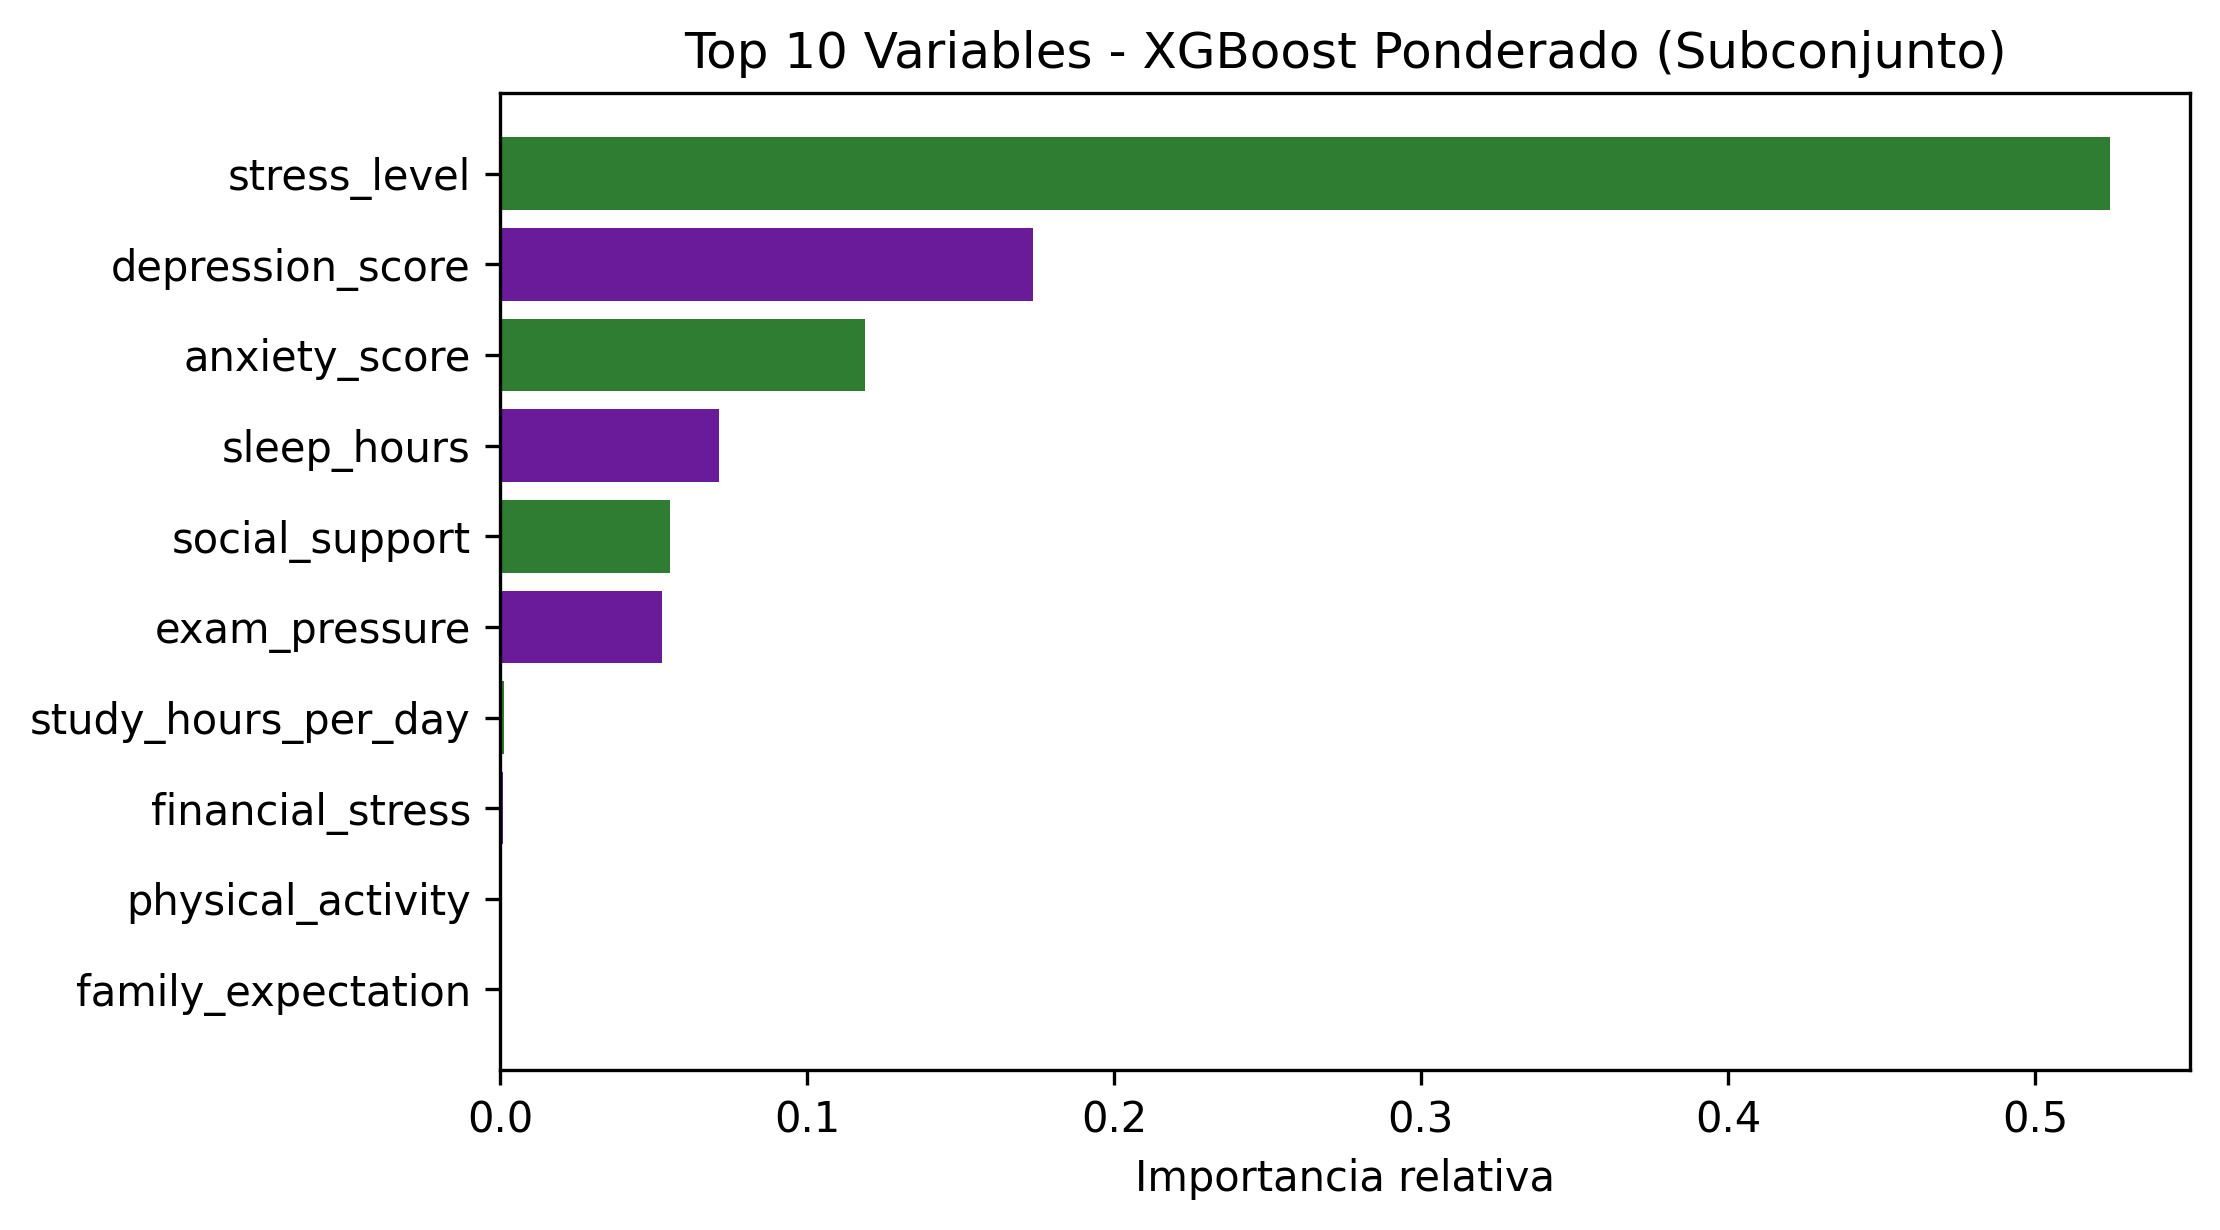 Top 10 Variables - XGBoost Ponderado (Subconjunto)
stress_level
depression_score
anxiety_score
sleep_hours
social_support
exam_pressure
study_hours_per_day
financial_stress
physical_activity
family_expectation
0.0 0.1 0.2 0.3 0.4 0.5
Importancia relativa